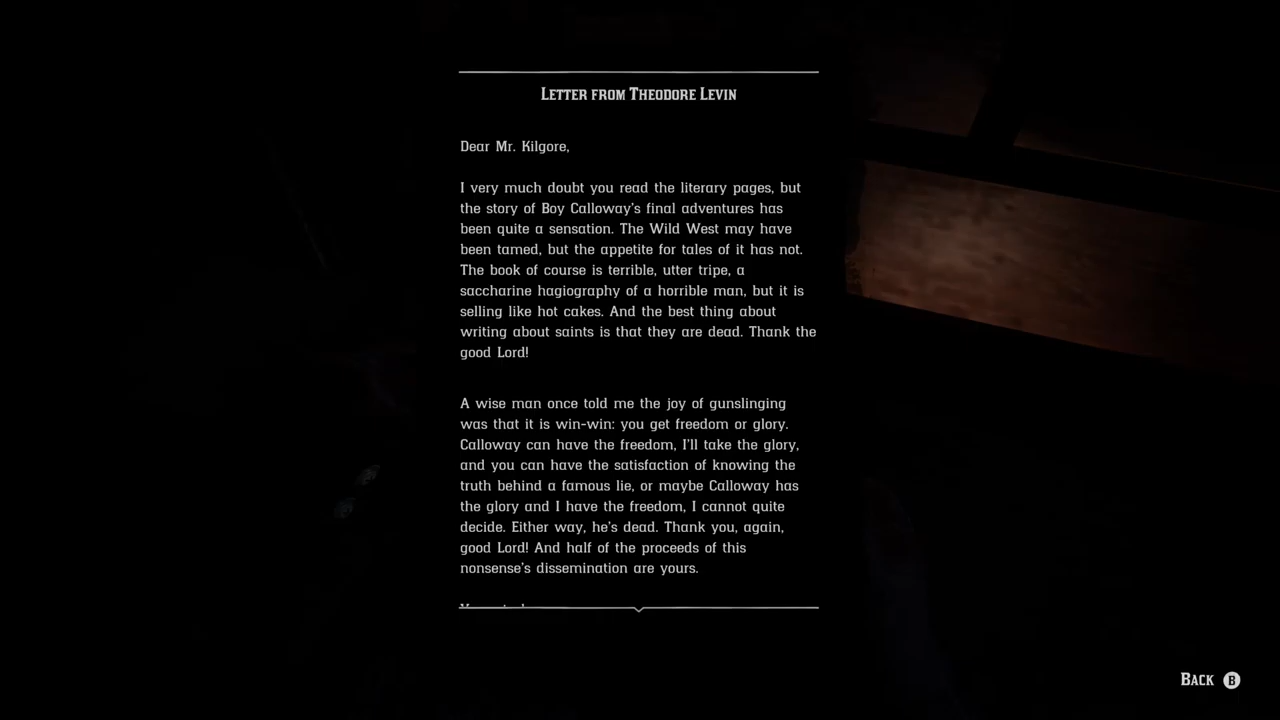 Letter from Theodore Levin
Dear Mr. Kilgore,
I very much doubt you read the literary pages, but
the story of Boy Calloway's final adventures has
been quite a sensation. The Wild West may have
been tamed, but the appetite for tales of it has not.
The book of course is terrible, utter tripe, a
saccharine hagiography of a horrible man, but it is
selling like hot cakes. And the best thing about
writing about saints is that they are dead. Thank the
good Lord!
A wise man once told me the joy of gunslinging
was that it is win-win: you get freedom or glory.
Calloway can have the freedom, I'll take the glory,
and you can have the satisfaction of knowing the
truth behind a famous lie, or maybe Calloway has
the glory and I have the freedom, I cannot quite
decide. Either way, he's dead. Thank you, again,
good Lord! And half of the proceeds of this
nonsense's dissemination are yours.
Back B